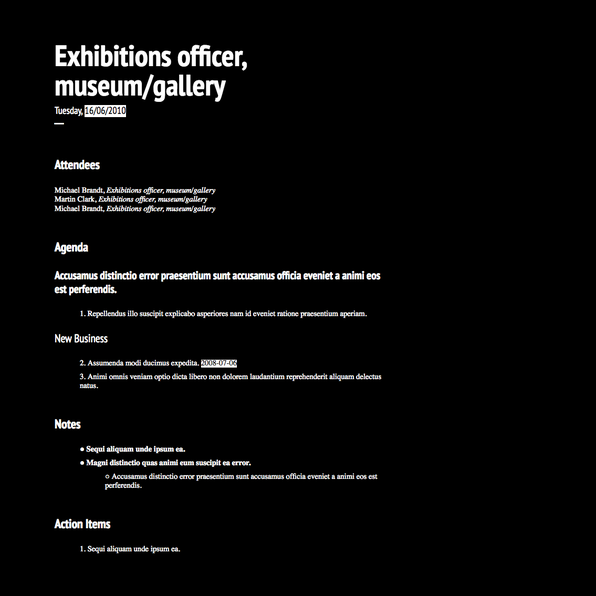 Exhibitions officer,
museum/gallery
Tuesday, 16/06/2010
Attendees
Michael Brandt, Exhibitions officer, museum/gallery
Martin Clark, Exhibitions officer, museum/gallery
Michael Brandt, Exhibitions officer, museum/gallery
Agenda
Accusamus distinctio error praesentium sunt accusamus officia eveniet a animi eos
est perferendis.
1. Repellendus illo suscipit explicabo asperiores nam id eveniet ratione praesentium aperiam.
New Business
2. Assumenda modi ducimus expedita, 2008-07-06
3. Animi omnis veniam optio dicta libero non dolorem laudantium reprehenderit aliquam delectus
natus.
Notes
● Sequi aliquam unde ipsum ea.
● Magni distinctio quas animi eum suscipit ea error.
○ Accusamus distinctio error praesentium sunt accusamus officia eveniet a animi eos est
perferendis.
Action Items
1. Sequi aliquam unde ipsum ea.